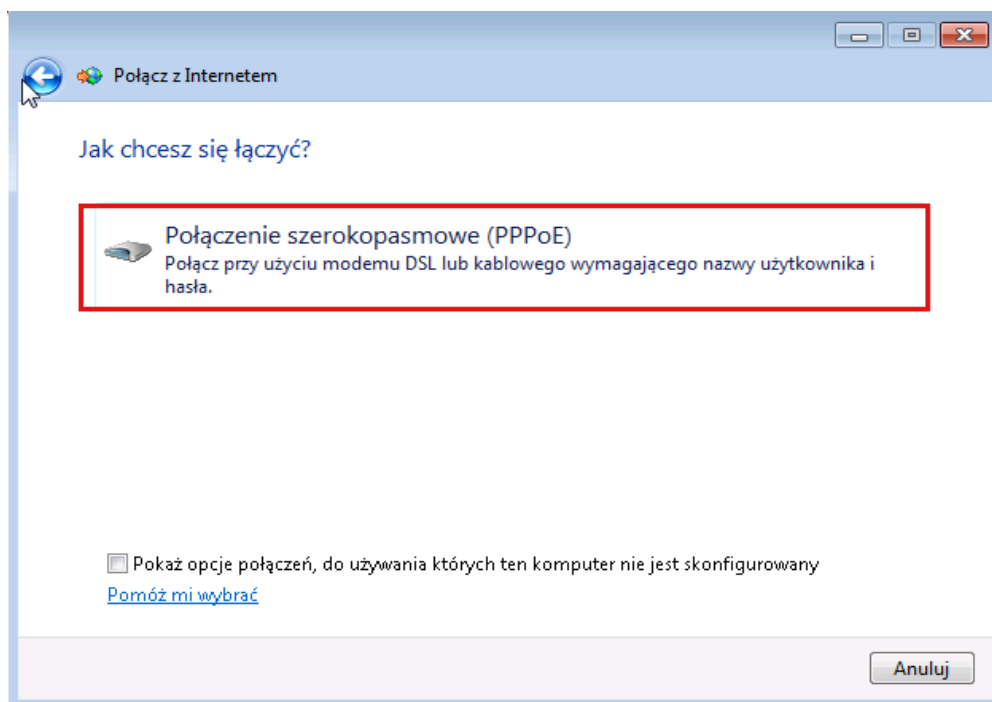 Połącz z Internetem
Jak chcesz się łączyć?
Połączenie szerokopasmowe (PPPoE)
Połącz przy użyciu modemu DSL lub kablowego wymagającego nazwy użytkownika i
hasła.
Pokaż opcje połączeń, do używania których ten komputer nie jest skonfigurowany
Pomóż mi wybrać
Anuluj